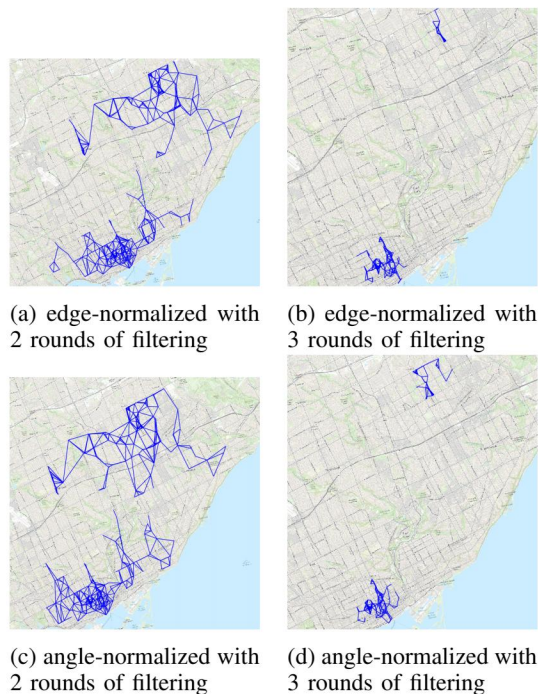 (a) edge-normalized with
2 rounds of filtering
(b) edge-normalized with
3 rounds of filtering
(c) angle-normalized with
2 rounds of filtering
(d) angle-normalized with
3 rounds of filtering